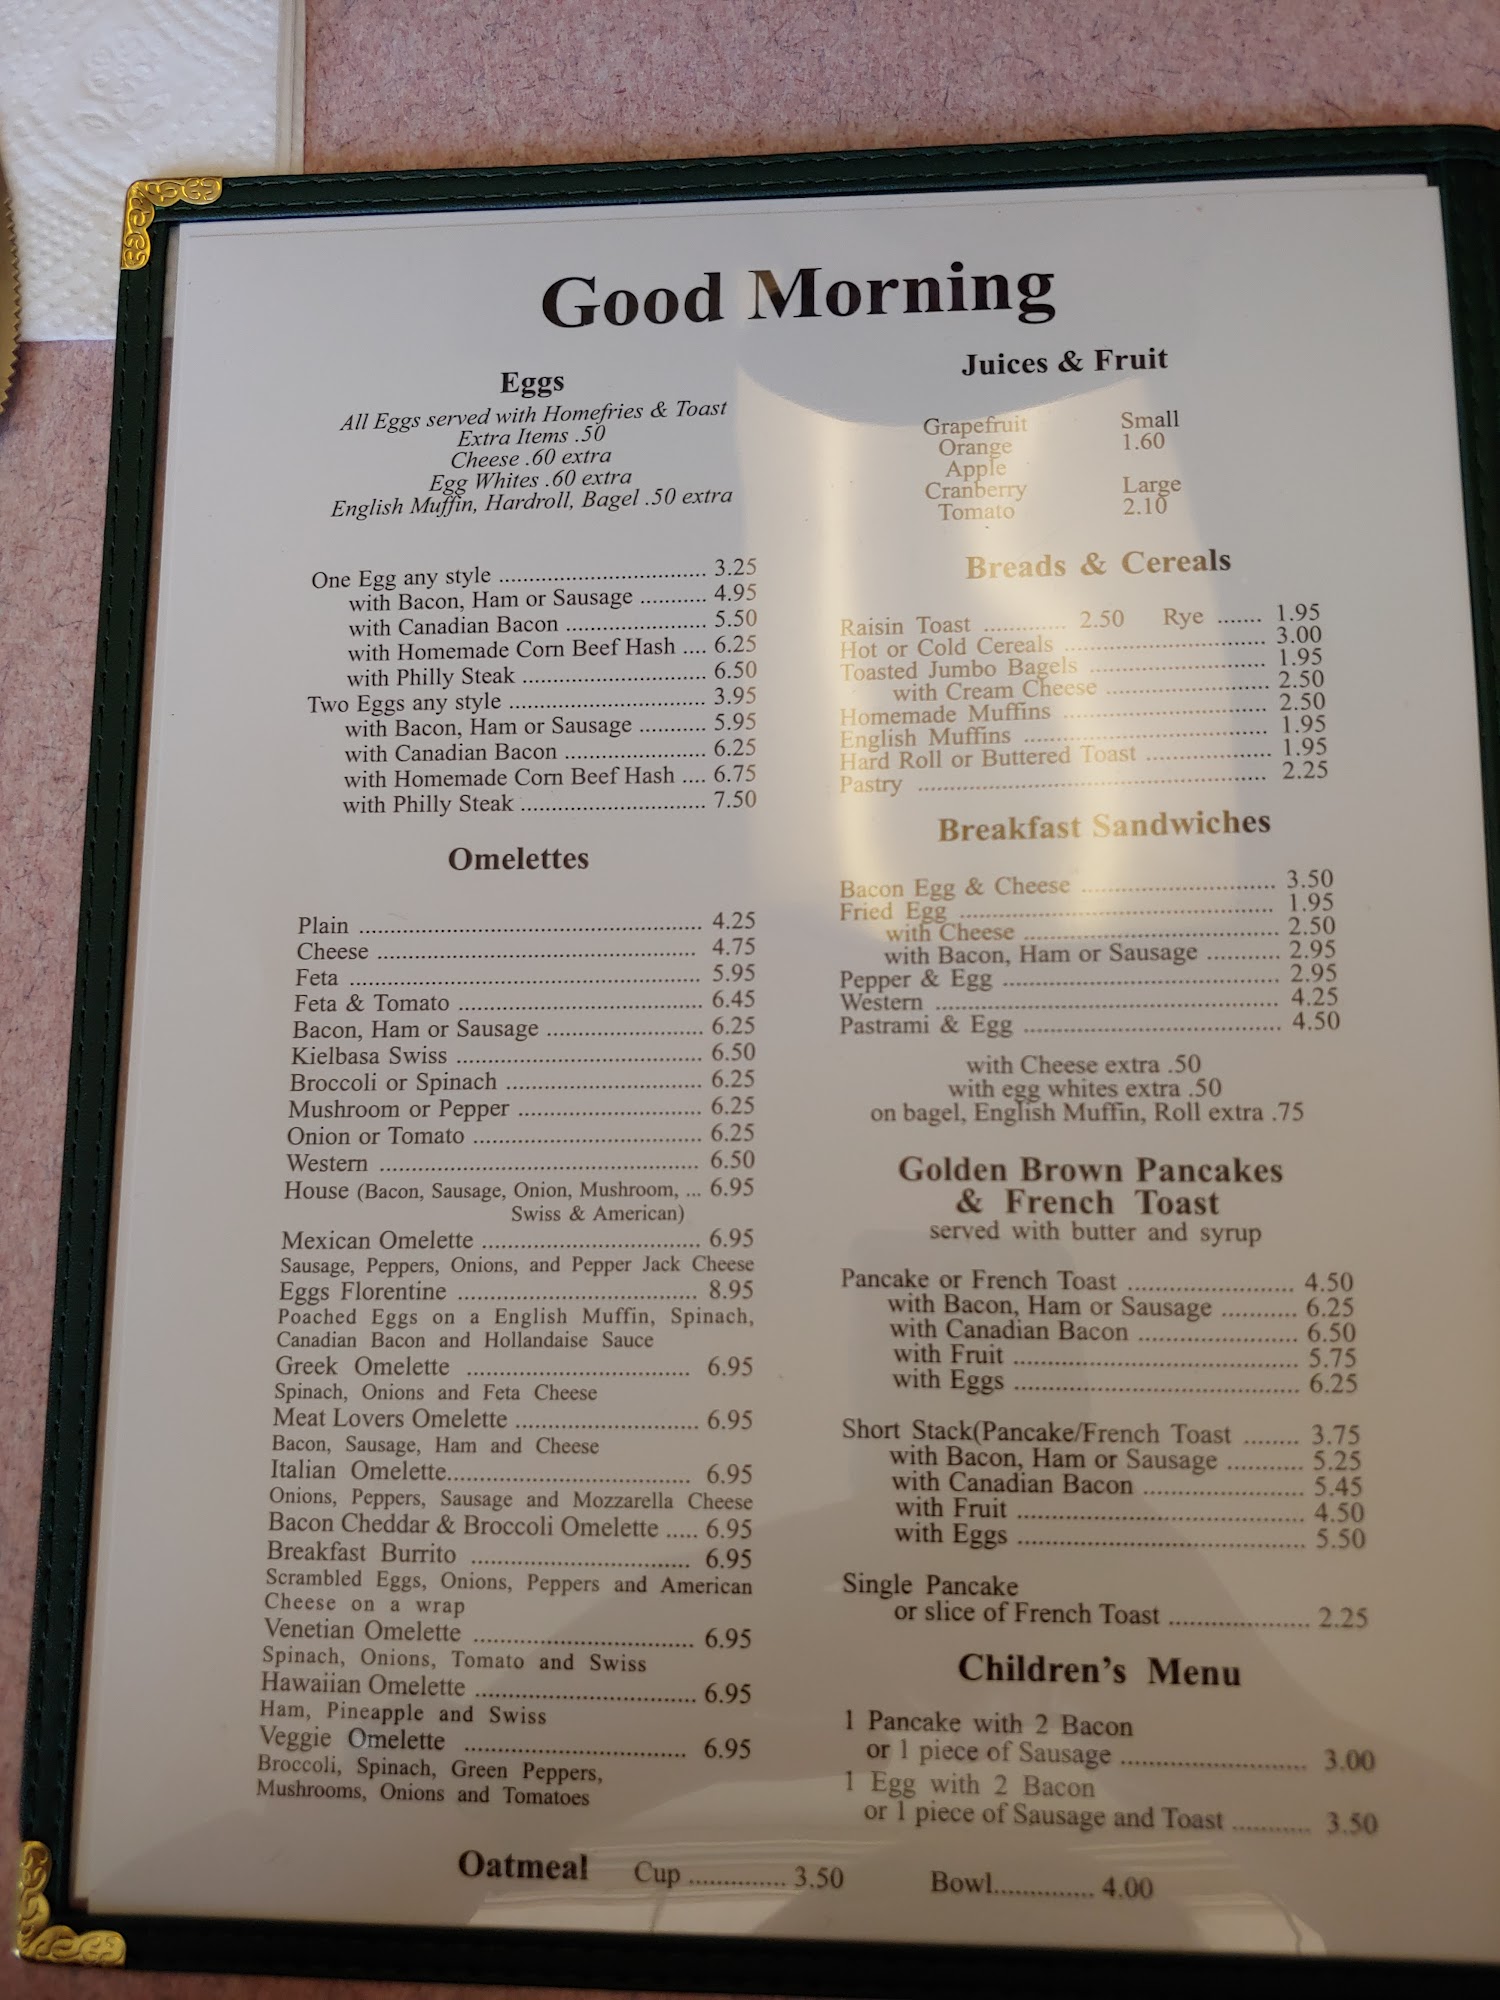 Good Morning
Eggs
All Eggs served with Homefries & Toast
Extra Items .50
Cheese .60 extra
Egg Whites .60 extra
English Muffin, Hardroll, Bagel .50 extra
One Egg any style .................................. 3.25
with Bacon, Ham or Sausage ........... 4.95
with Canadian Bacon ....................... 5.50
with Homemade Corn Beef Hash .... 6.25
with Philly Steak .............................. 6.50
Two Eggs any style ................................ 3.95
with Bacon, Ham or Sausage ........... 5.95
with Canadian Bacon ....................... 6.25
with Homemade Corn Beef Hash .... 6.75
with Philly Steak .............................. 7.50
Omelettes
Plain ........................................................ 4.25
Cheese .................................................... 4.75
Feta ......................................................... 5.95
Feta & Tomato ........................................ 6.45
Bacon, Ham or Sausage .......................... 6.25
Kielbasa Swiss ........................................ 6.50
Broccoli or Spinach ................................ 6.25
Mushroom or Pepper .............................. 6.25
Onion or Tomato ..................................... 6.25
Western .................................................... 6.50
House (Bacon, Sausage, Onion, Mushroom, ... 6.95
Swiss & American)
Mexican Omelette .................................... 6.95
Sausage, Peppers, Onions, and Pepper Jack Cheese
Eggs Florentine ....................................... 8.95
Poached Eggs on a English Muffin, Spinach,
Canadian Bacon and Hollandaise Sauce
Greek Omelette .................................... 6.95
Spinach, Onions and Feta Cheese
Meat Lovers Omelette .............................. 6.95
Bacon, Sausage, Ham and Cheese
Italian Omelette....................................... 6.95
Onions, Peppers, Sausage and Mozzarella Cheese
Bacon Cheddar & Broccoli Omelette ..... 6.95
Breakfast Burrito ................................... 6.95
Scrambled Eggs, Onions, Peppers and American
Cheese on a wrap
Venetian Omelette ................................... 6.95
Spinach, Onions, Tomato and Swiss
Hawaiian Omelette ................................... 6.95
Ham, Pineapple and Swiss
Veggie Omelette ................................... 6.95
Broccoli, Spinach, Green Peppers,
Mushrooms, Onions and Tomatoes
Juices & Fruit
Grapefruit Small
Orange 1.60
Apple
Cranberry Large
Tomato 2.10
Breads & Cereals
Raisin Toast ............. 2.50 Rye ....... 1.95
Hot or Cold Cereals ................................. 3.00
Toasted Jumbo Bagels ............................. 1.95
with Cream Cheese ........................... 2.50
Homemade Muffins ................................. 2.50
English Muffins ........................................ 1.95
Hard Roll or Buttered Toast ..................... 1.95
Pastry ......................................................... 2.25
Breakfast Sandwiches
Bacon Egg & Cheese ................................ 3.50
Fried Egg .................................................... 1.95
with Cheese .......................................... 2.50
with Bacon, Ham or Sausage ............ 2.95
Pepper & Egg ............................................. 2.95
Western ........................................................ 4.25
Pastrami & Egg .......................................... 4.50
with Cheese extra .50
with egg whites extra .50
on bagel, English Muffin, Roll extra .75
Golden Brown Pancakes
& French Toast
served with butter and syrup
Pancake or French Toast ........................... 4.50
with Bacon, Ham or Sausage ............ 6.25
with Canadian Bacon .......................... 6.50
with Fruit ............................................... 5.75
with Eggs ............................................... 6.25
Short Stack(Pancake/French Toast ........ 3.75
with Bacon, Ham or Sausage ............ 5.25
with Canadian Bacon .......................... 5.45
with Fruit ............................................... 4.50
with Eggs ............................................... 5.50
Single Pancake
or slice of French Toast ....................... 2.25
Children's Menu
1 Pancake with 2 Bacon
or 1 piece of Sausage .............................. 3.00
1 Egg with 2 Bacon
or 1 piece of Sausage and Toast ............ 3.50
Oatmeal Cup .............. 3.50 Bowl.............. 4.00